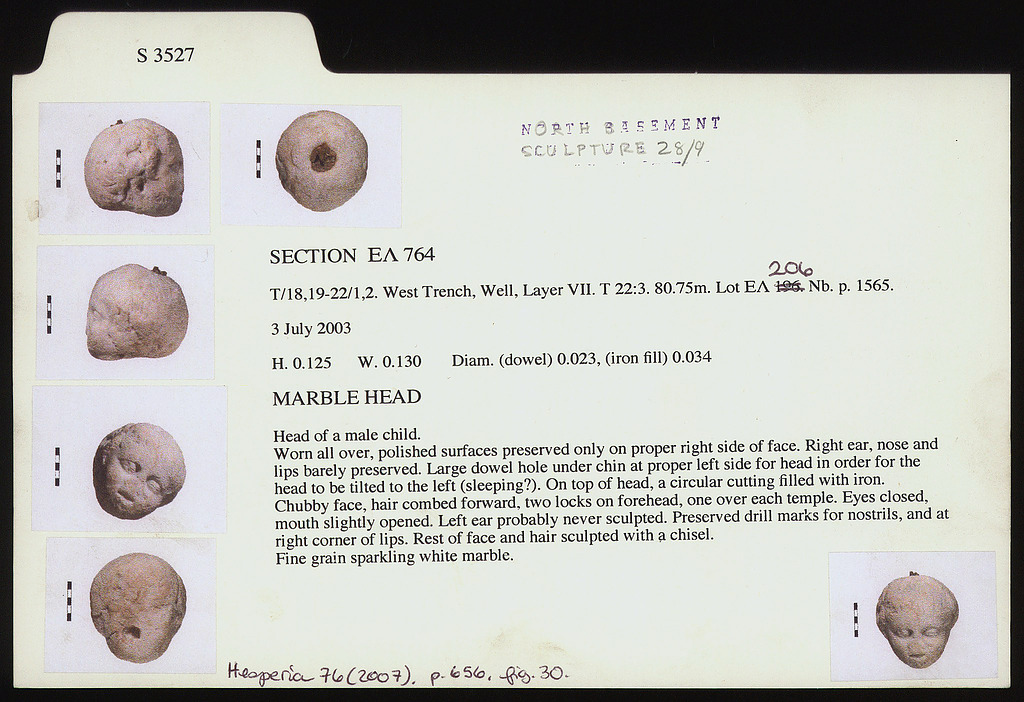 S 3527
NORTH BASEMENT
SCULPTURE 28/9
SECTION ΕΛ 764
206
T/18,19-22/1,2. West Trench, Well, Layer VII. T 22:3. 80.75m. Lot ΕΛ 196. Nb. p. 1565.
3 July 2003
H. 0.125 W. 0.130 Diam. (dowel) 0.023, (iron fill) 0.034
MARBLE HEAD
Head of a male child.
Worn all over, polished surfaces preserved only on proper right side of face. Right ear, nose and
lips barely preserved. Large dowel hole under chin at proper left side for head in order for the
head to be tilted to the left (sleeping?). On top of head, a circular cutting filled with iron.
Chubby face, hair combed forward, two locks on forehead, one over each temple. Eyes closed,
mouth slightly opened. Left ear probably never sculpted. Preserved drill marks for nostrils, and at
right corner of lips. Rest of face and hair sculpted with a chisel.
Fine grain sparkling white marble.
Hesperia 76 (2007), p. 656, fig. 30.